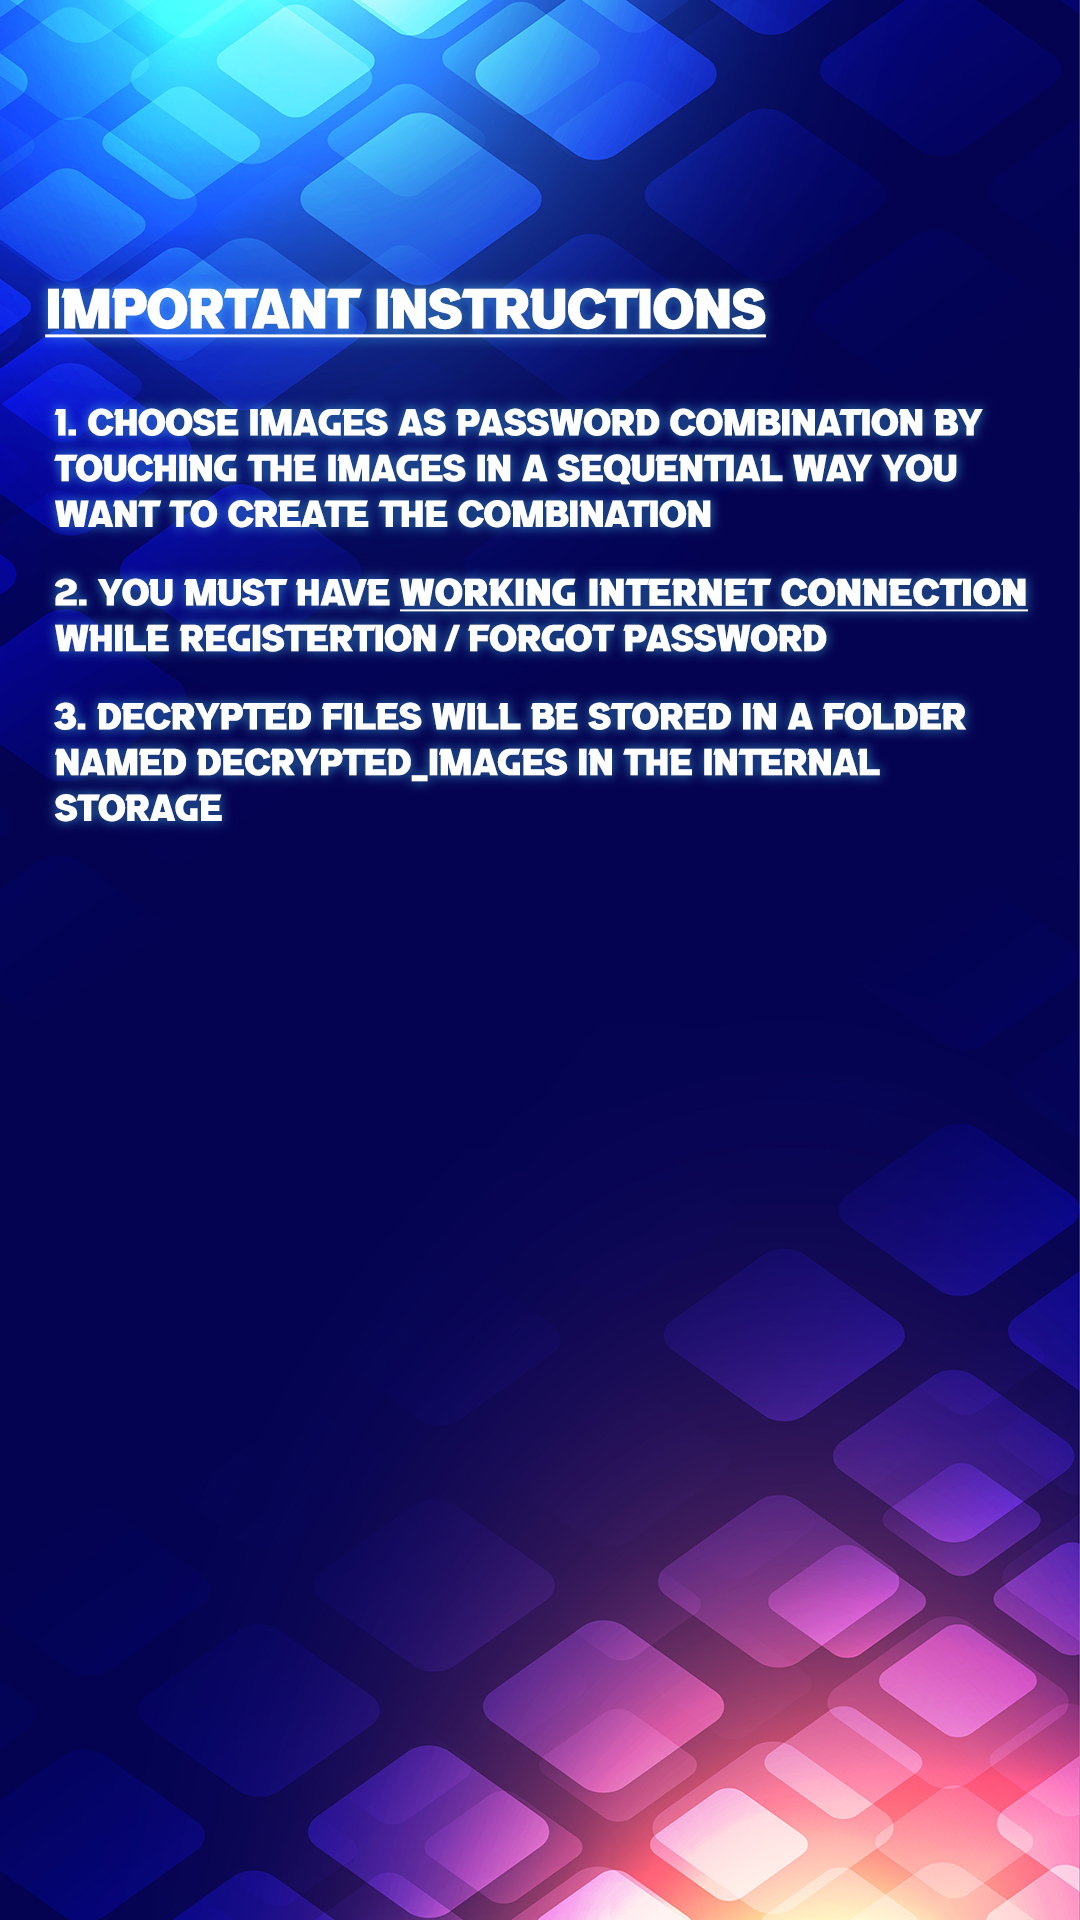 IMPORTANT INSTRUCTIONS
1. CHOOSE IMAGES AS PASSWORD COMBINATION BY
TOUCHING THE IMAGES IN A SEQUENTIAL WAY YOU
WANT TO CREATE THE COMBINATION
2. YOU MUST HAVE WORKING INTERNET CONNECTION
WHILE REGISTERTION / FORGOT PASSWORD
3. DECRYPTED FILES WILL BE STORED IN A FOLDER
NAMED DECRYPTED_IMAGES IN THE INTERNAL
STORAGE